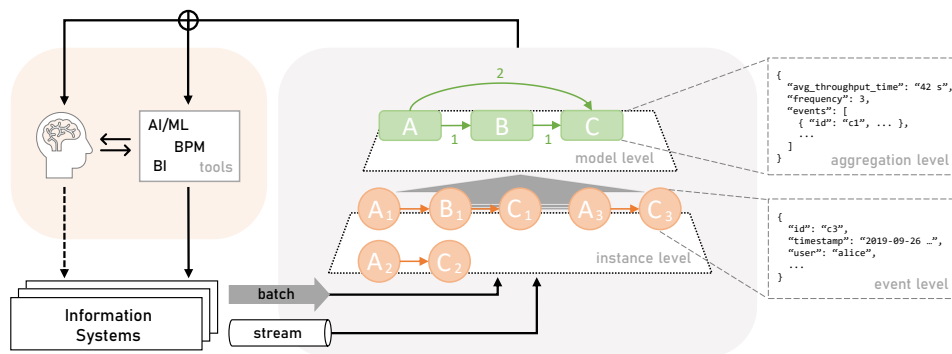 AI/ML
BPM
BI
tools
Information
Systems
batch
stream
2
A
B
C
1
1
model level
A1
B1
C1
A3
C3
A2
C2
instance level
{
“avg_throughput_time”: “42 s”,
“frequency”: 3,
“events”: [
{ “id”: “c1”, ... },
...
]
}
aggregation level
{
“id”: “c3”,
“timestamp”: “2019-09-26 …”,
“user”: “alice”,
...
}
event level